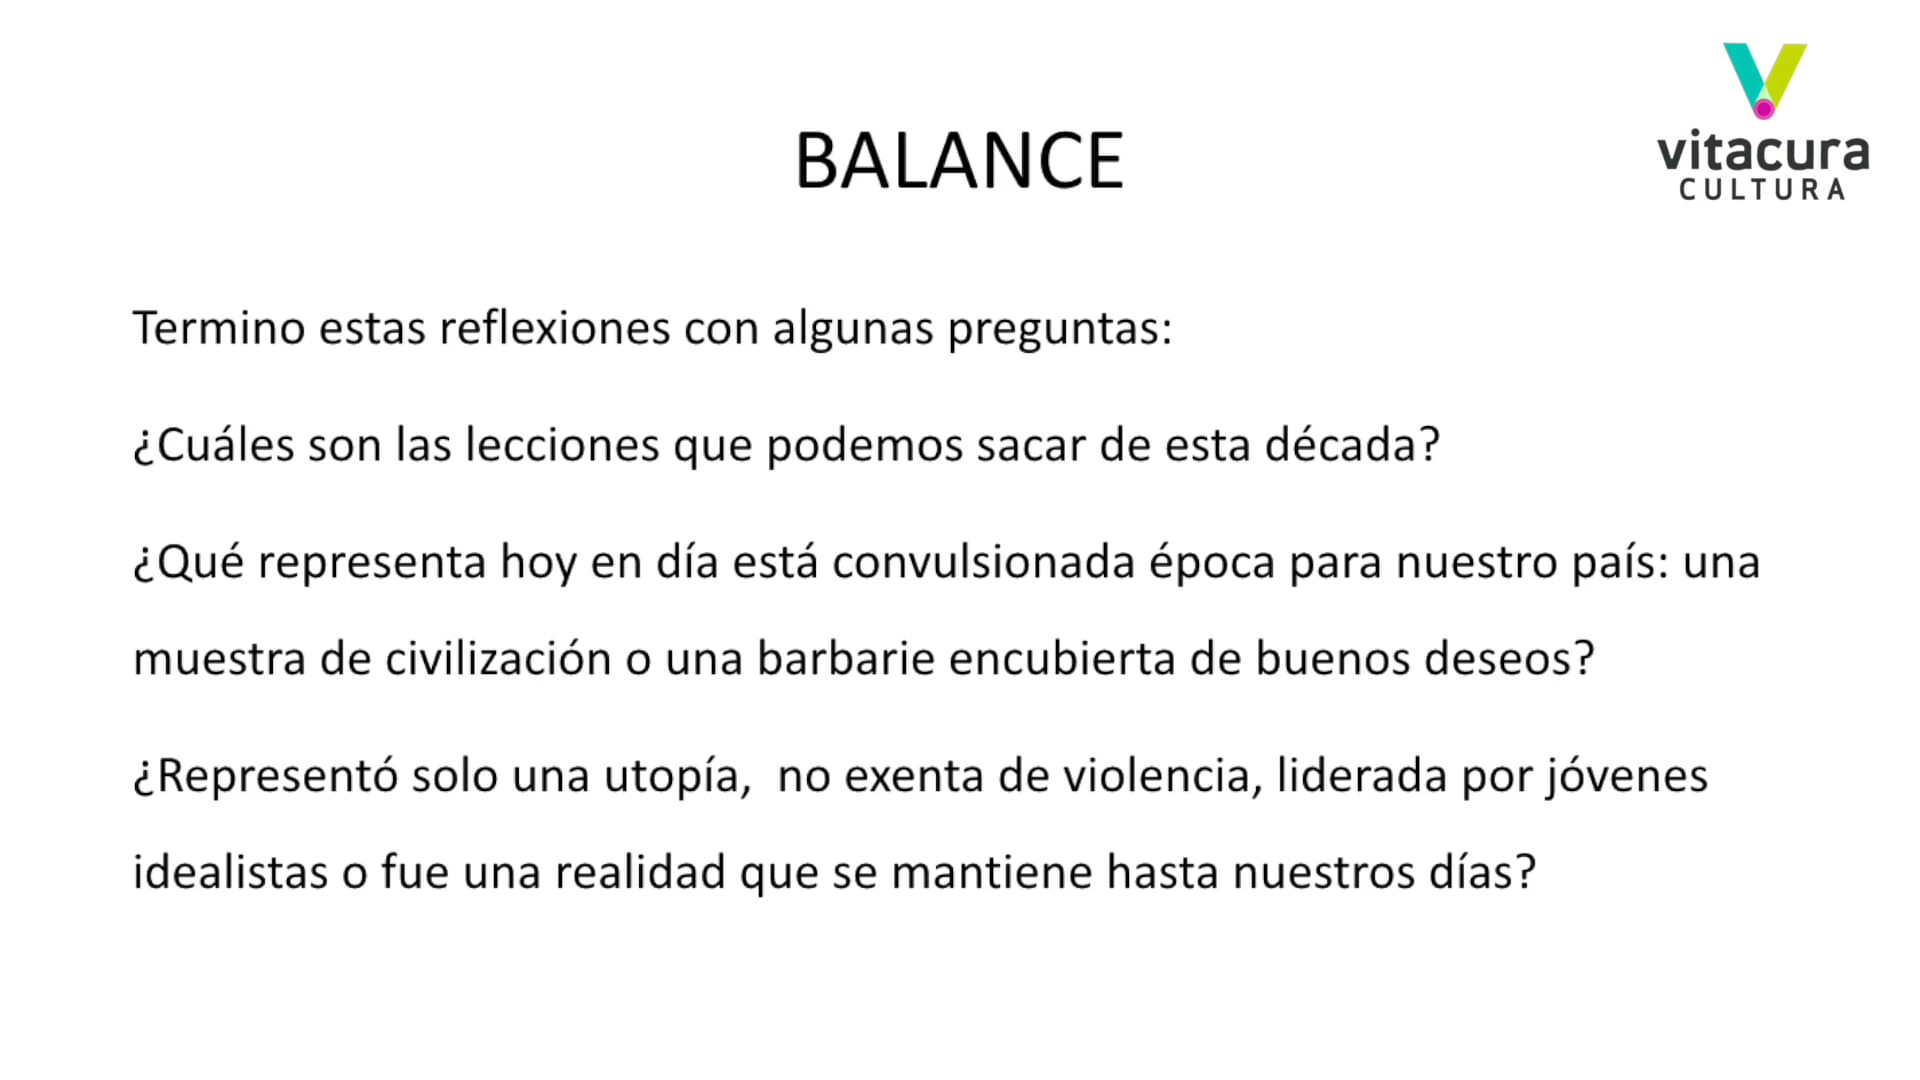 vitacura
CULTURA
BALANCE
Termino estas reflexiones con algunas preguntas:
¿Cuáles son las lecciones que podemos sacar de esta década?
¿Qué representa hoy en día está convulsionada época para nuestro país: una
muestra de civilización o una barbarie encubierta de buenos deseos?
¿Representó solo una utopía,  no exenta de violencia, liderada por jóvenes
idealistas o fue una realidad que se mantiene hasta nuestros días?